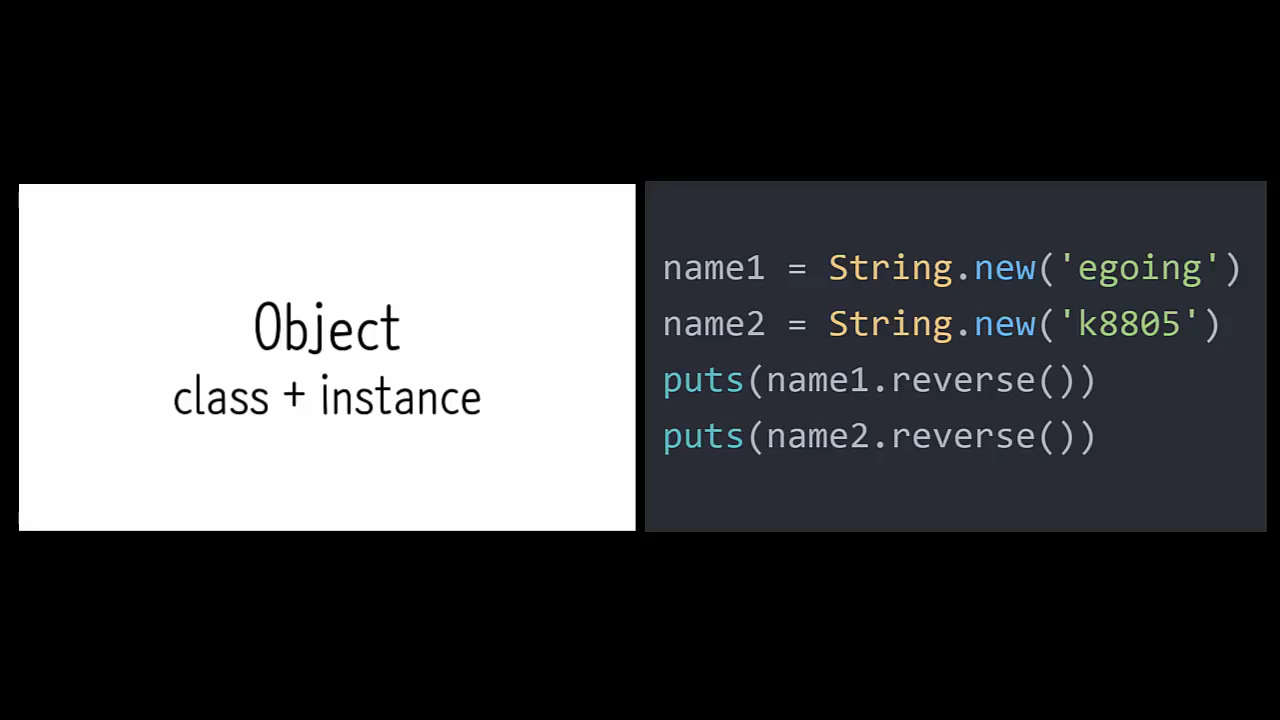 Object
class + instance
name1 = String.new('egoing')
name2 = String.new('k8805')
puts(name1.reverse())
puts(name2.reverse())